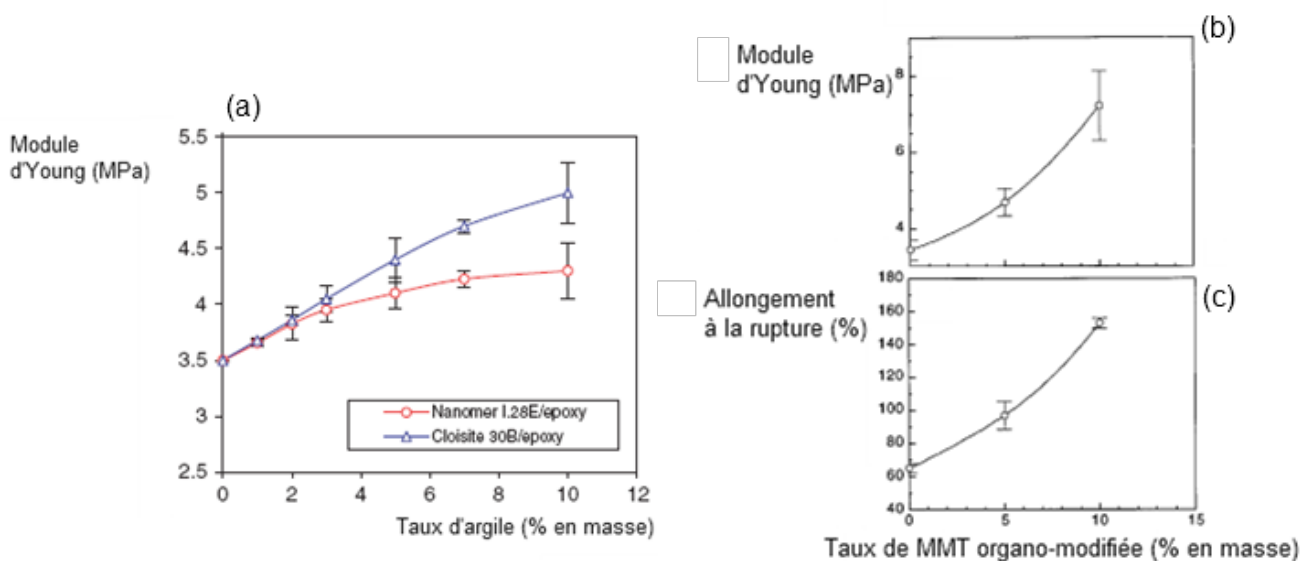 (a)
Module
d'Young (MPa)
5.5
5
4.5
4
3.5
3
2.5
0
2
4
6
8
10
12
Nanomer I.28E/epoxy
Cloisite 30B/epoxy
Taux d'argile (% en masse)
(b)
Module
d'Young (MPa)
8
6
4
(c)
Allongement
à la rupture (%)
180
160
140
120
100
80
60
40
0
5
10
15
Taux de MMT organo-modifiée (% en masse)